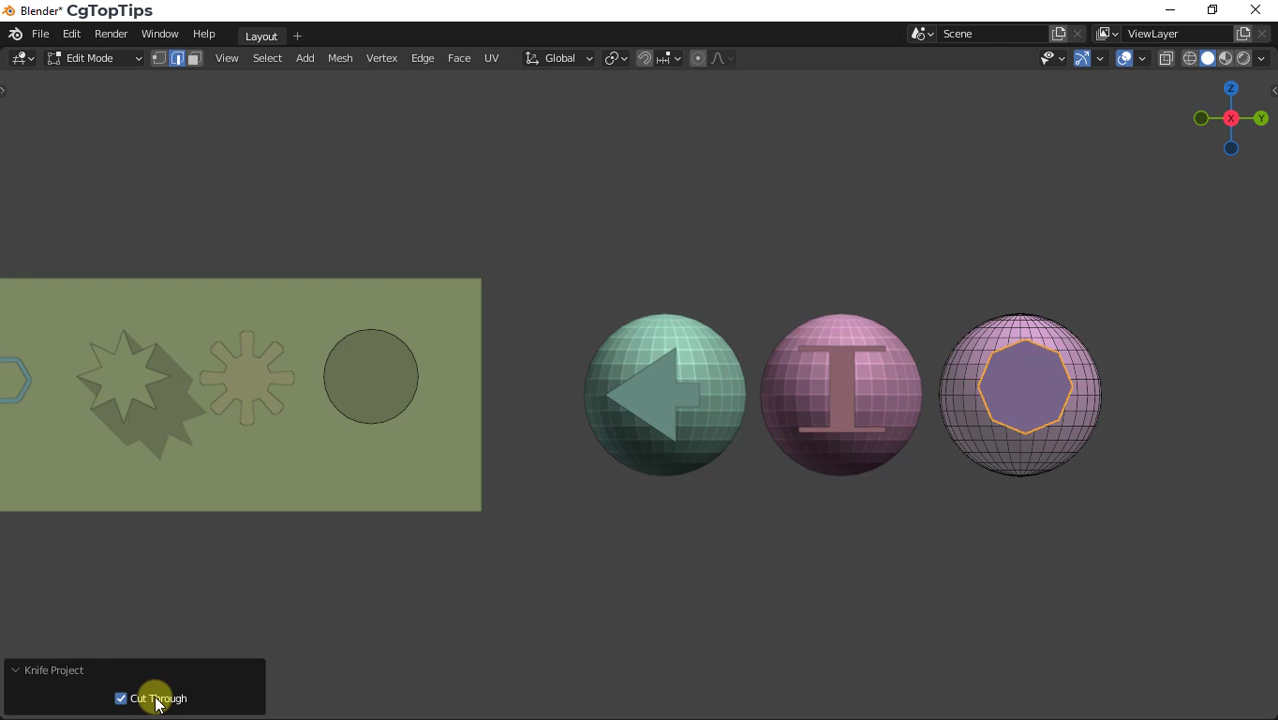 Blender* CgTopTips
File Edit Render Window Help Layout + Scene ViewLayer
Edit Mode View Select Add Mesh Vertex Edge Face UV Global
Z
X Y
Knife Project
Cut Through